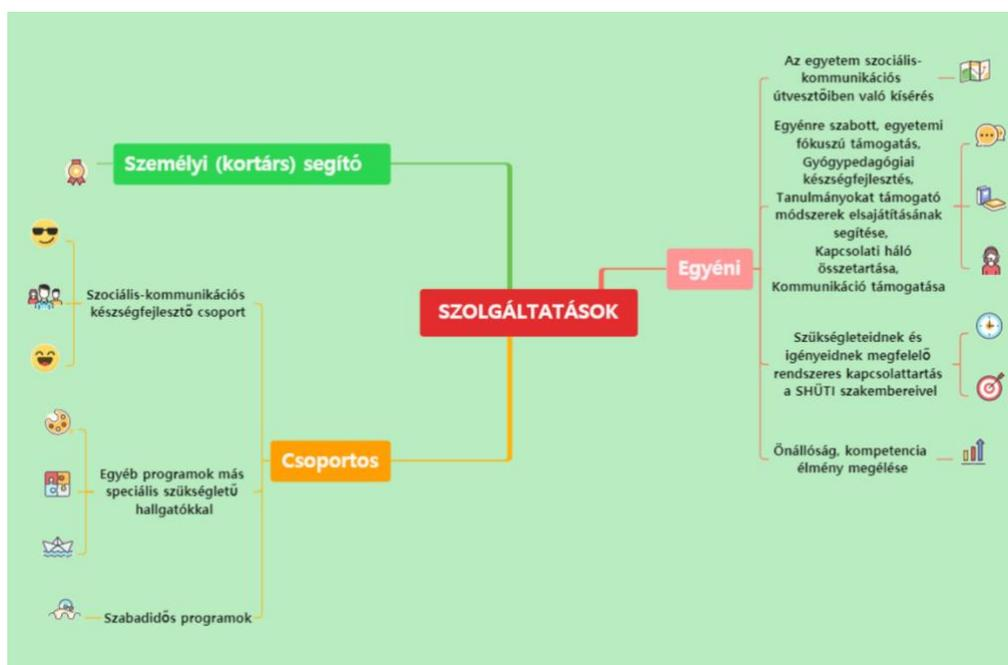 SZOLGÁLTATÁSOK
Személyi (kortárs) segítő
Csoportos
Szociális-kommunikációs
készségfejlesztő csoport
Egyéb programok más
speciális szükségletű
hallgatókkal
Szabadidős programok
Egyéni
Az egyetem szociális-
kommunikációs
útvesztőiben való kísérés
Egyénre szabott, egyetemi
fókuszú támogatás,
Gyógypedagógiai
készségfejlesztés,
Tanulmányokat támogató
módszerek elsajátításának
segítése,
Kapcsolati háló
összetartása,
Kommunikáció támogatása
Szükségleteidnek és
igényeidnek megfelelő
rendszeres kapcsolattartás
a SHÜTI szakembereivel
Önállóság, kompetencia
élmény megélése